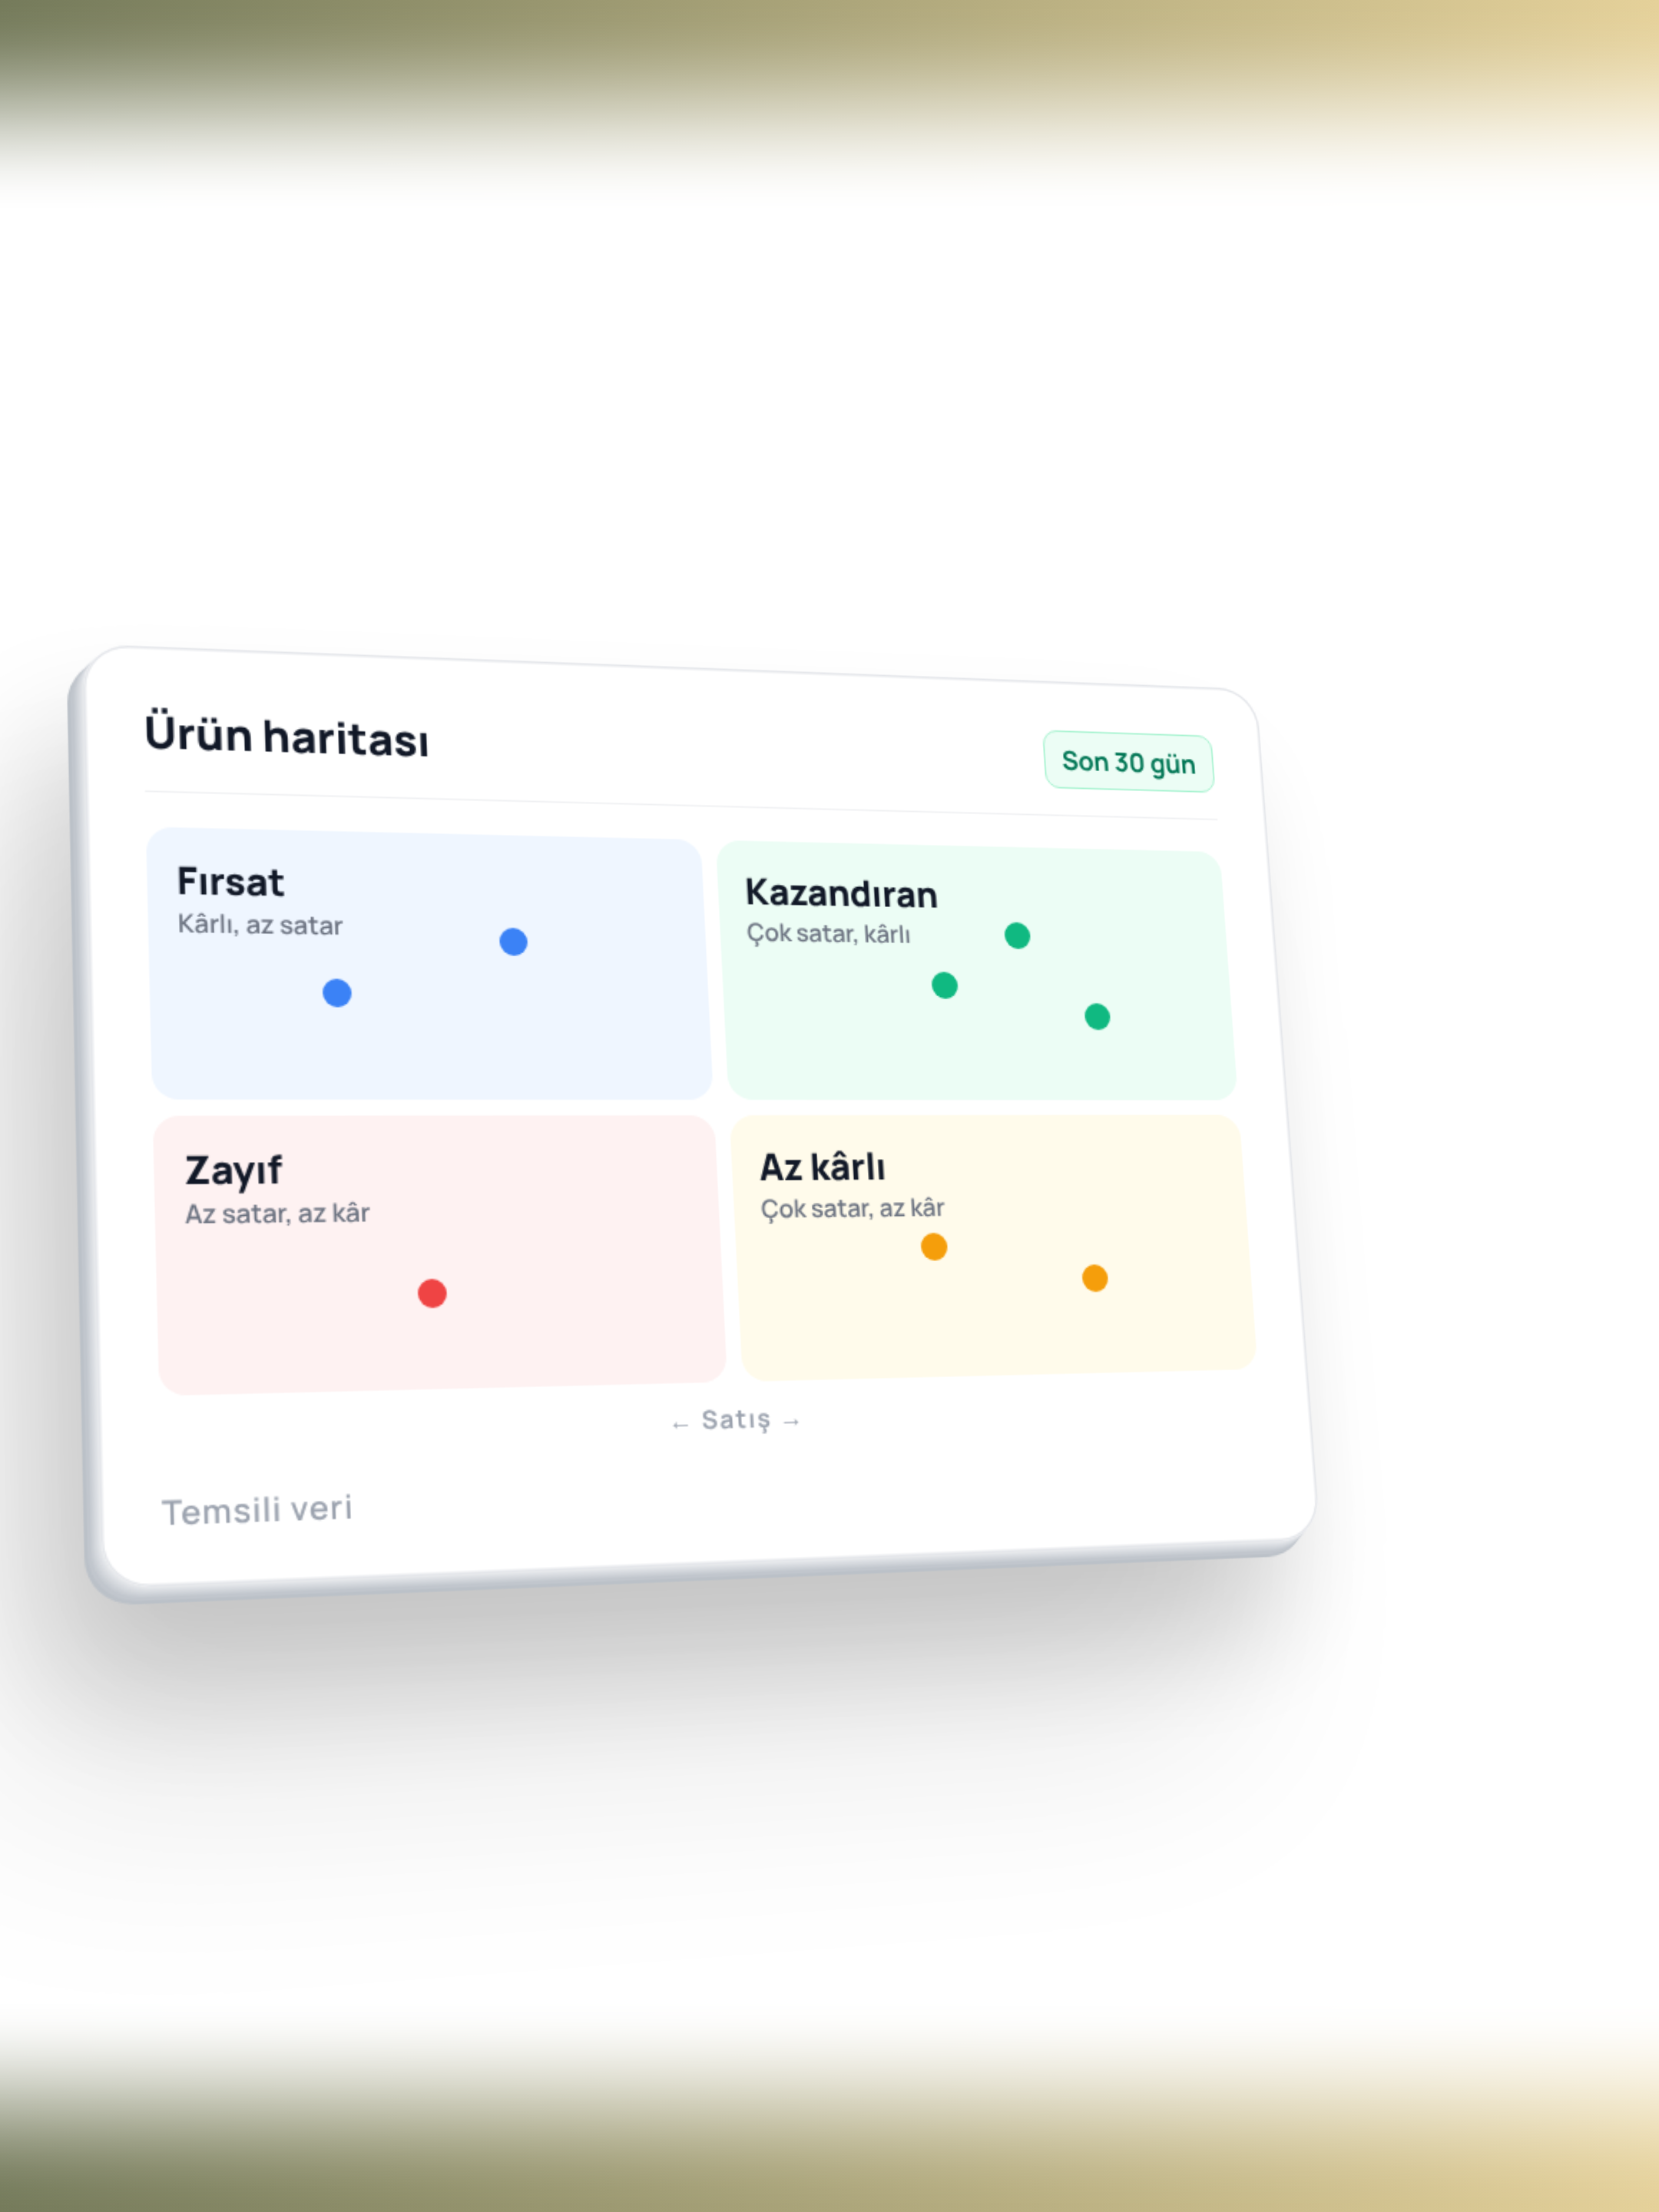 Ürün haritası
Son 30 gün
Fırsat
Kârlı, az satar
Kazandıran
Çok satar, kârlı
Zayıf
Az satar, az kâr
Az kârlı
Çok satar, az kâr
← Satış →
Temsili veri